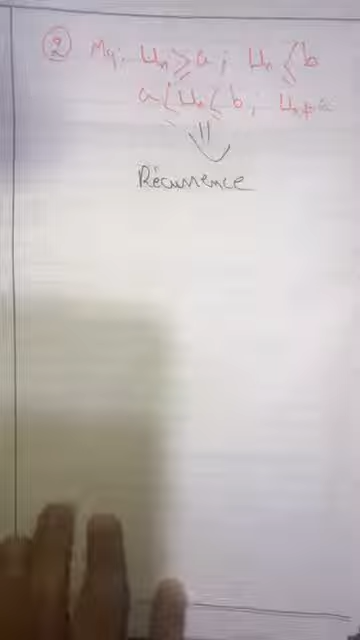 ② Mq: Uₙ ≥ a ; Uₙ ≤ b
a ≤ Uₙ ≤ b ; Uₙ ≠ a
⇓
Récurrence